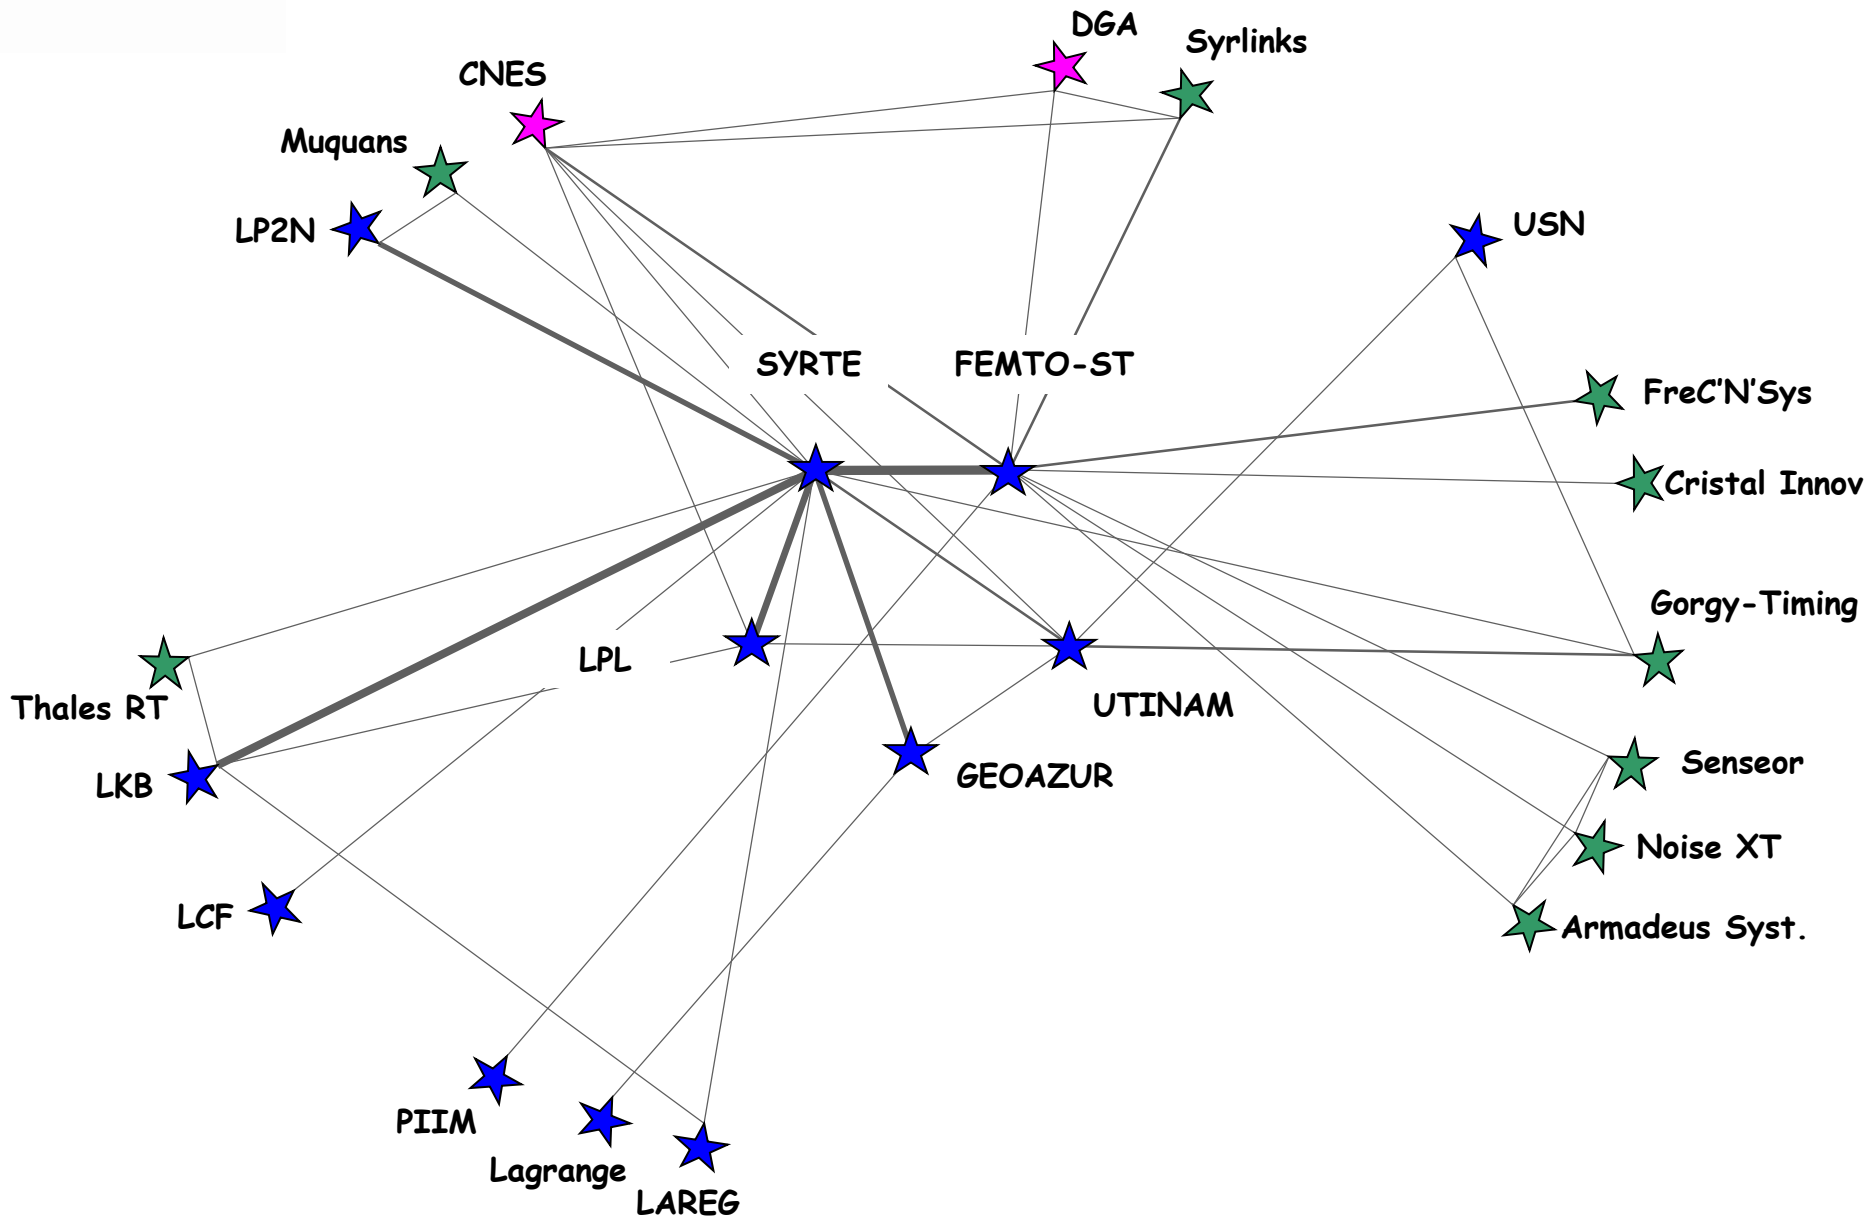 DGA
Syrlinks
CNES
Muquans
LP2N
USN
SYRTE
FEMTO-ST
FreC'N'Sys
Cristal Innov
Gorgy-Timing
LPL
Thales RT
UTINAM
Senseor
GEOAZUR
LKB
Noise XT
LCF
Armadeus Syst.
PIIM
Lagrange
LAREG